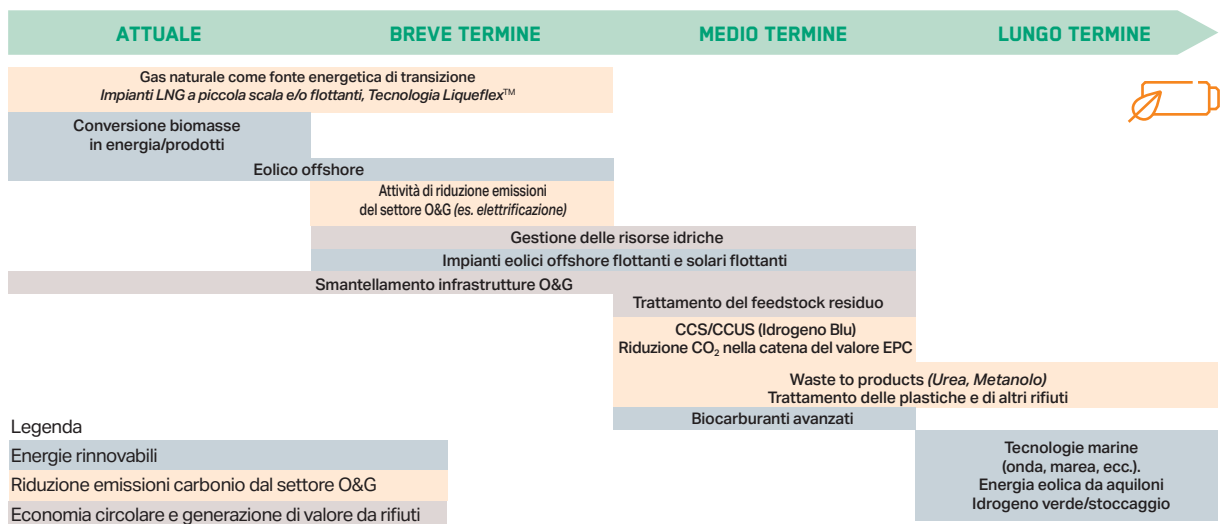 ATTUALE
BREVE TERMINE
MEDIO TERMINE
LUNGO TERMINE
Gas naturale come fonte energetica di transizione
Impianti LNG a piccola scala e/o flottanti, Tecnologia Liqueflex™
Conversione biomasse
in energia/prodotti
Eolico offshore
Attività di riduzione emissioni
del settore O&G (es. elettrificazione)
Gestione delle risorse idriche
Impianti eolici offshore flottanti e solari flottanti
Smantellamento infrastrutture O&G
Trattamento del feedstock residuo
CCS/CCUS (Idrogeno Blu)
Riduzione CO₂ nella catena del valore EPC
Waste to products (Urea, Metanolo)
Trattamento delle plastiche e di altri rifiuti
Biocarburanti avanzati
Tecnologie marine
(onda, marea, ecc.).
Energia eolica da aquiloni
Idrogeno verde/stoccaggio
Legenda
Energie rinnovabili
Riduzione emissioni carbonio dal settore O&G
Economia circolare e generazione di valore da rifiuti